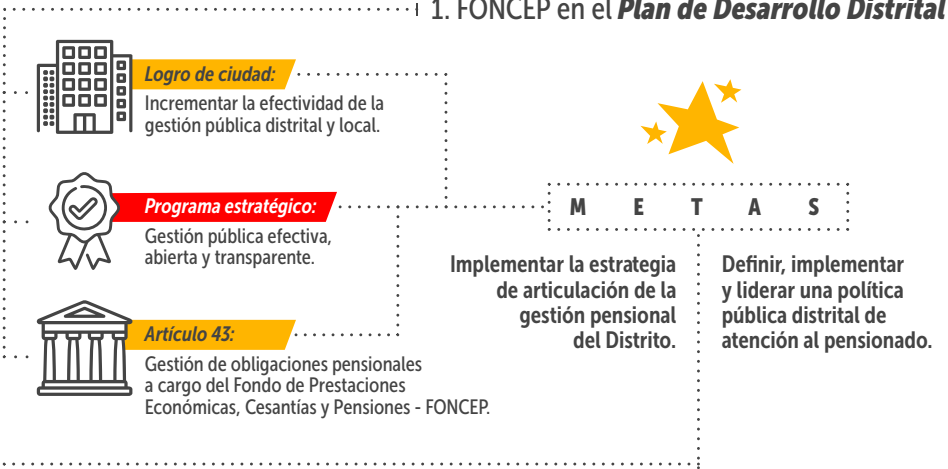 1. FONCEP en el Plan de Desarrollo Distrital
Logro de ciudad:
Incrementar la efectividad de la
gestión pública distrital y local.
Programa estratégico:
Gestión pública efectiva,
abierta y transparente.
Artículo 43:
Gestión de obligaciones pensionales
a cargo del Fondo de Prestaciones
Económicas, Cesantías y Pensiones - FONCEP.
METAS
Implementar la estrategia
de articulación de la
gestión pensional
del Distrito.
Definir, implementar
y liderar una política
pública distrital de
atención al pensionado.